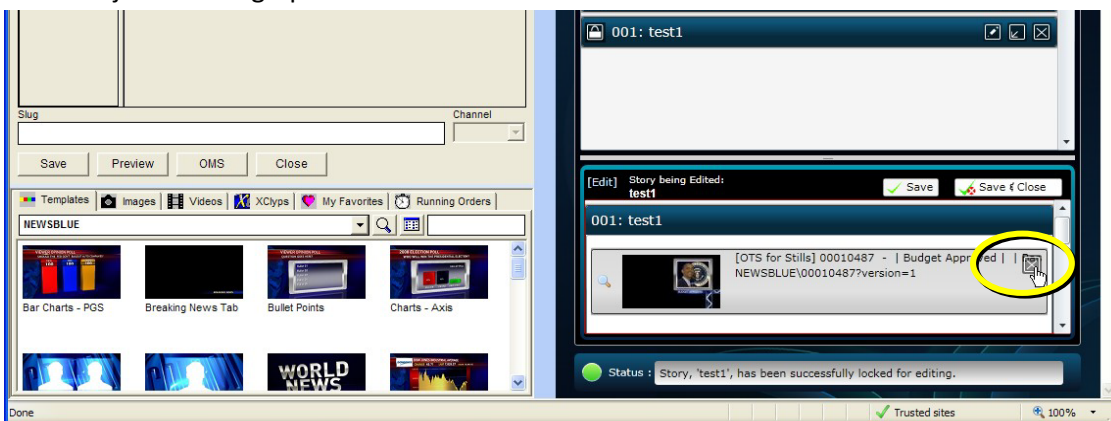 001: test1
Slug
Channel
Save
Preview
OMS
Close
Templates
Images
Videos
XClyps
My Favorites
Running Orders
NEWSBLUE
Bar Charts - PGS
Breaking News Tab
Bullet Points
Charts - Axis
WORLD
NEWS
[Edit]
Story being Edited:
test1
Save
Save & Close
001: test1
[OTS for Stills] 00010487 - | Budget Approved | |
NEWSBLUE\00010487?version=1
Status :
Story, 'test1', has been successfully locked for editing.
Done
Trusted sites
100%